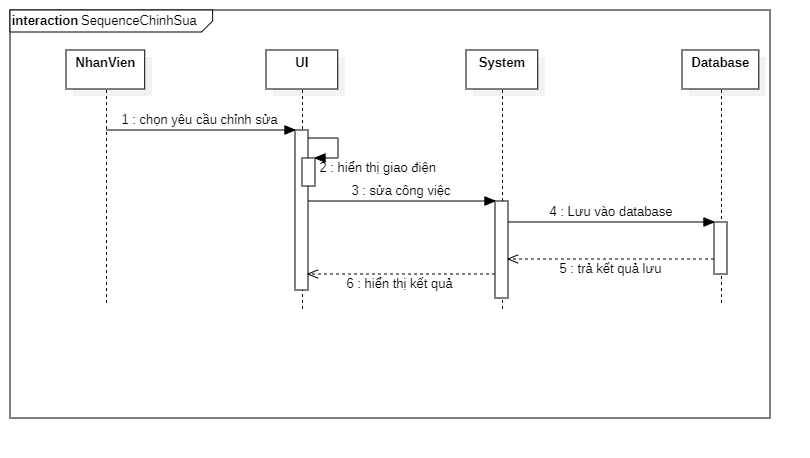 interaction SequenceChinhSua
NhanVien
UI
System
Database
1 : chọn yêu cầu chỉnh sửa
2 : hiển thị giao điện
3 : sửa công việc
4 : Lưu vào database
5 : trả kết quả lưu
6 : hiển thị kết quả